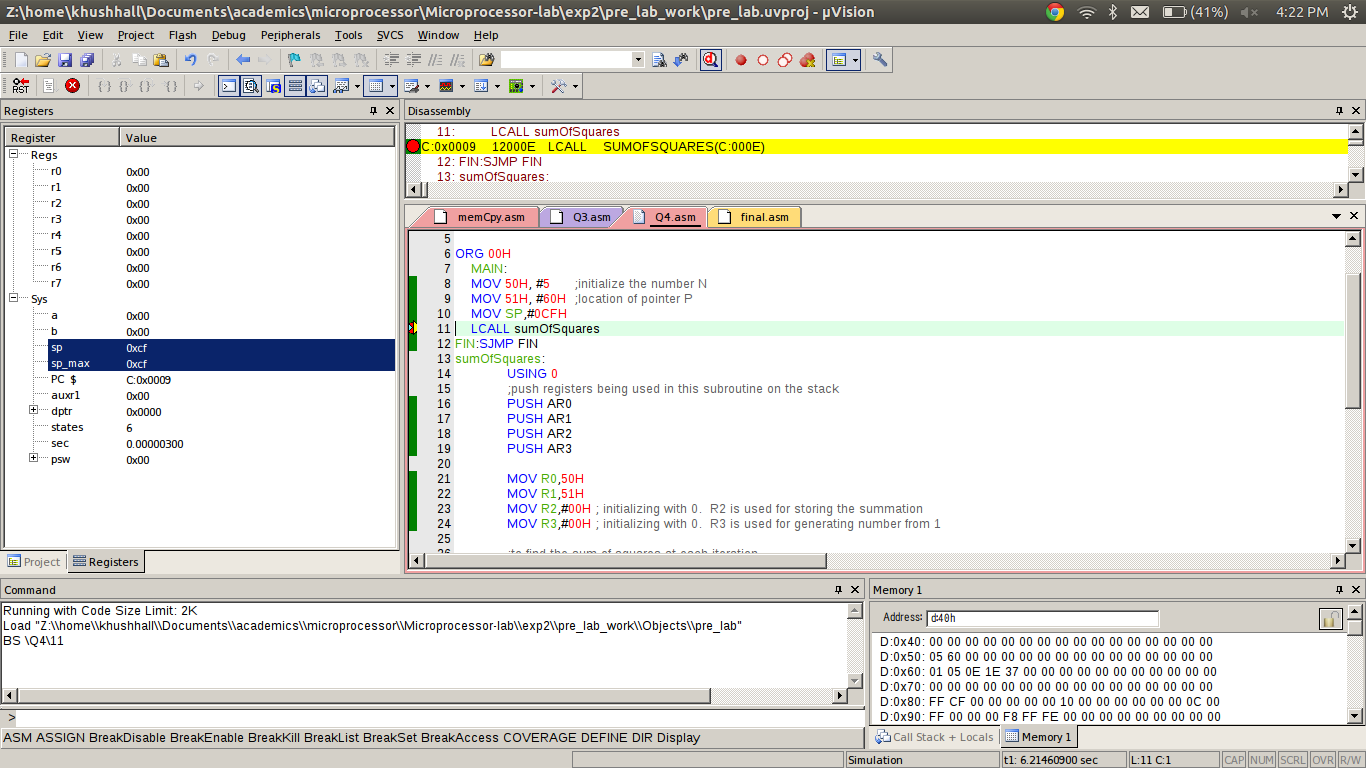 Z:\home\khushhall\Documents\academics\microprocessor\Microprocessor-lab\exp2\pre_lab_work\pre_lab.uvproj - µVision
(41%)
4:22 PM
File Edit View Project Flash Debug Peripherals Tools SVCS Window Help
Registers
Register Value
Regs
r0 0x00
r1 0x00
r2 0x00
r3 0x00
r4 0x00
r5 0x00
r6 0x00
r7 0x00
Sys
a 0x00
b 0x00
sp 0xcf
sp_max 0xcf
PC $ C:0x0009
auxr1 0x00
dptr 0x0000
states 6
sec 0.00000300
psw 0x00
Project Registers
Disassembly
11: LCALL sumOfSquares
C:0x0009 12000E LCALL SUMOFSQUARES(C:000E)
12: FIN:SJMP FIN
13: sumOfSquares:
memCpy.asm Q3.asm Q4.asm final.asm
5
6 ORG 00H
7 MAIN:
8 MOV 50H, #5 ;initialize the number N
9 MOV 51H, #60H ;location of pointer P
10 MOV SP,#0CFH
11 LCALL sumOfSquares
12 FIN:SJMP FIN
13 sumOfSquares:
14 USING 0
15 ;push registers being used in this subroutine on the stack
16 PUSH AR0
17 PUSH AR1
18 PUSH AR2
19 PUSH AR3
20
21 MOV R0,50H
22 MOV R1,51H
23 MOV R2,#00H ; initializing with 0. R2 is used for storing the summation
24 MOV R3,#00H ; initializing with 0. R3 is used for generating number from 1
25
26 ;to find the sum of squares at each iteration
Command
Running with Code Size Limit: 2K
Load "Z:\\home\\khushhall\\Documents\\academics\\microprocessor\\Microprocessor-lab\\exp2\\pre_lab_work\\Objects\\pre_lab"
BS \Q4\11
>
ASM ASSIGN BreakDisable BreakEnable BreakKill BreakList BreakSet BreakAccess COVERAGE DEFINE DIR Display
Memory 1
Address: d:40h
D:0x40: 00 00 00 00 00 00 00 00 00 00 00 00 00 00 00 00
D:0x50: 05 60 00 00 00 00 00 00 00 00 00 00 00 00 00 00
D:0x60: 01 05 0E 1E 37 00 00 00 00 00 00 00 00 00 00 00
D:0x70: 00 00 00 00 00 00 00 00 00 00 00 00 00 00 00 00
D:0x80: FF CF 00 00 00 00 00 10 00 00 00 00 00 00 0C 00
D:0x90: FF 00 00 00 F8 FF FE 00 00 00 00 00 00 00 00 00
Call Stack + Locals Memory 1
Simulation t1: 6.21460900 sec L:11 C:1 CAP NUM SCRL OVR R/W